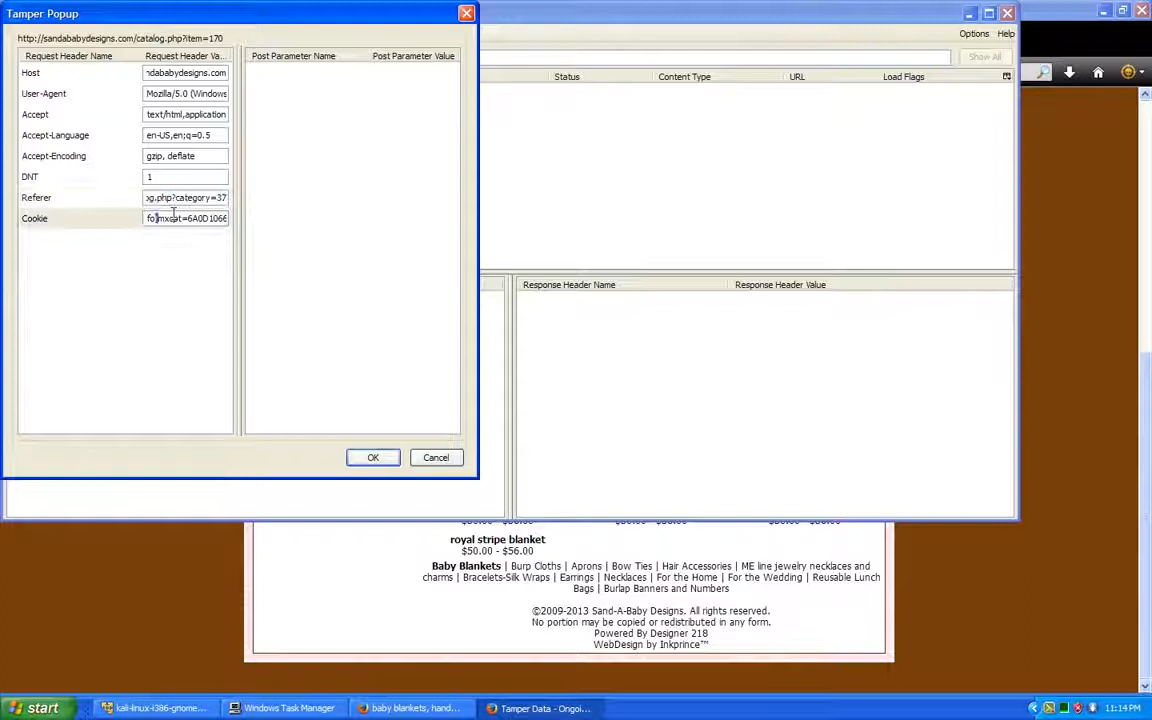 Tamper Popup
http://sandababydesigns.com/catalog.php?item=170
Request Header Name Request Header Va... Post Parameter Name Post Parameter Value
Host ndababydesigns.com
User-Agent Mozilla/5.0 (Windows
Accept text/html,application
Accept-Language en-US,en;q=0.5
Accept-Encoding gzip, deflate
DNT 1
Referer og.php?category=37
Cookie mxcat=6A0D1066
OK Cancel
Options Help
Show All
Status Content Type URL Load Flags
Response Header Name Response Header Value
royal stripe blanket
$50.00 - $56.00
Baby Blankets | Burp Cloths | Aprons | Bow Ties | Hair Accessories | ME line jewelry necklaces and
charms | Bracelets-Silk Wraps | Earrings | Necklaces | For the Home | For the Wedding | Reusable Lunch
Bags | Burlap Banners and Numbers
©2009-2013 Sand-A-Baby Designs. All rights reserved.
No portion may be copied or redistributed in any form.
Powered By Designer 218
WebDesign by Inkprince™
start kali-linux-i386-gnome... Windows Task Manager baby blankets, hand... Tamper Data - Ongoi... 11:14 PM